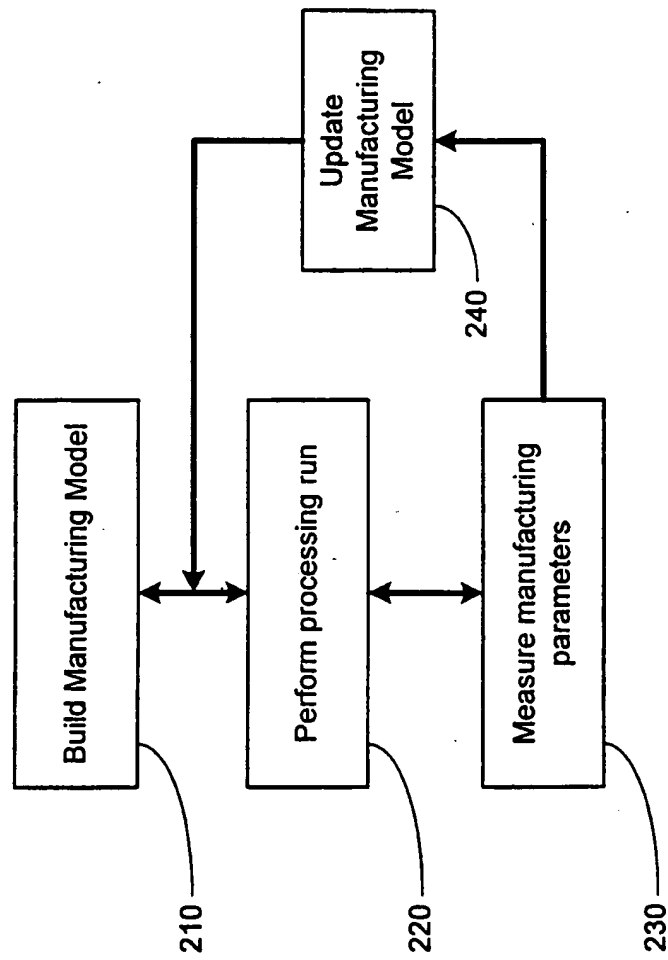 Build Manufacturing Model
210
Perform processing run
220
Update
Manufacturing
Model
240
Measure manufacturing
parameters
230